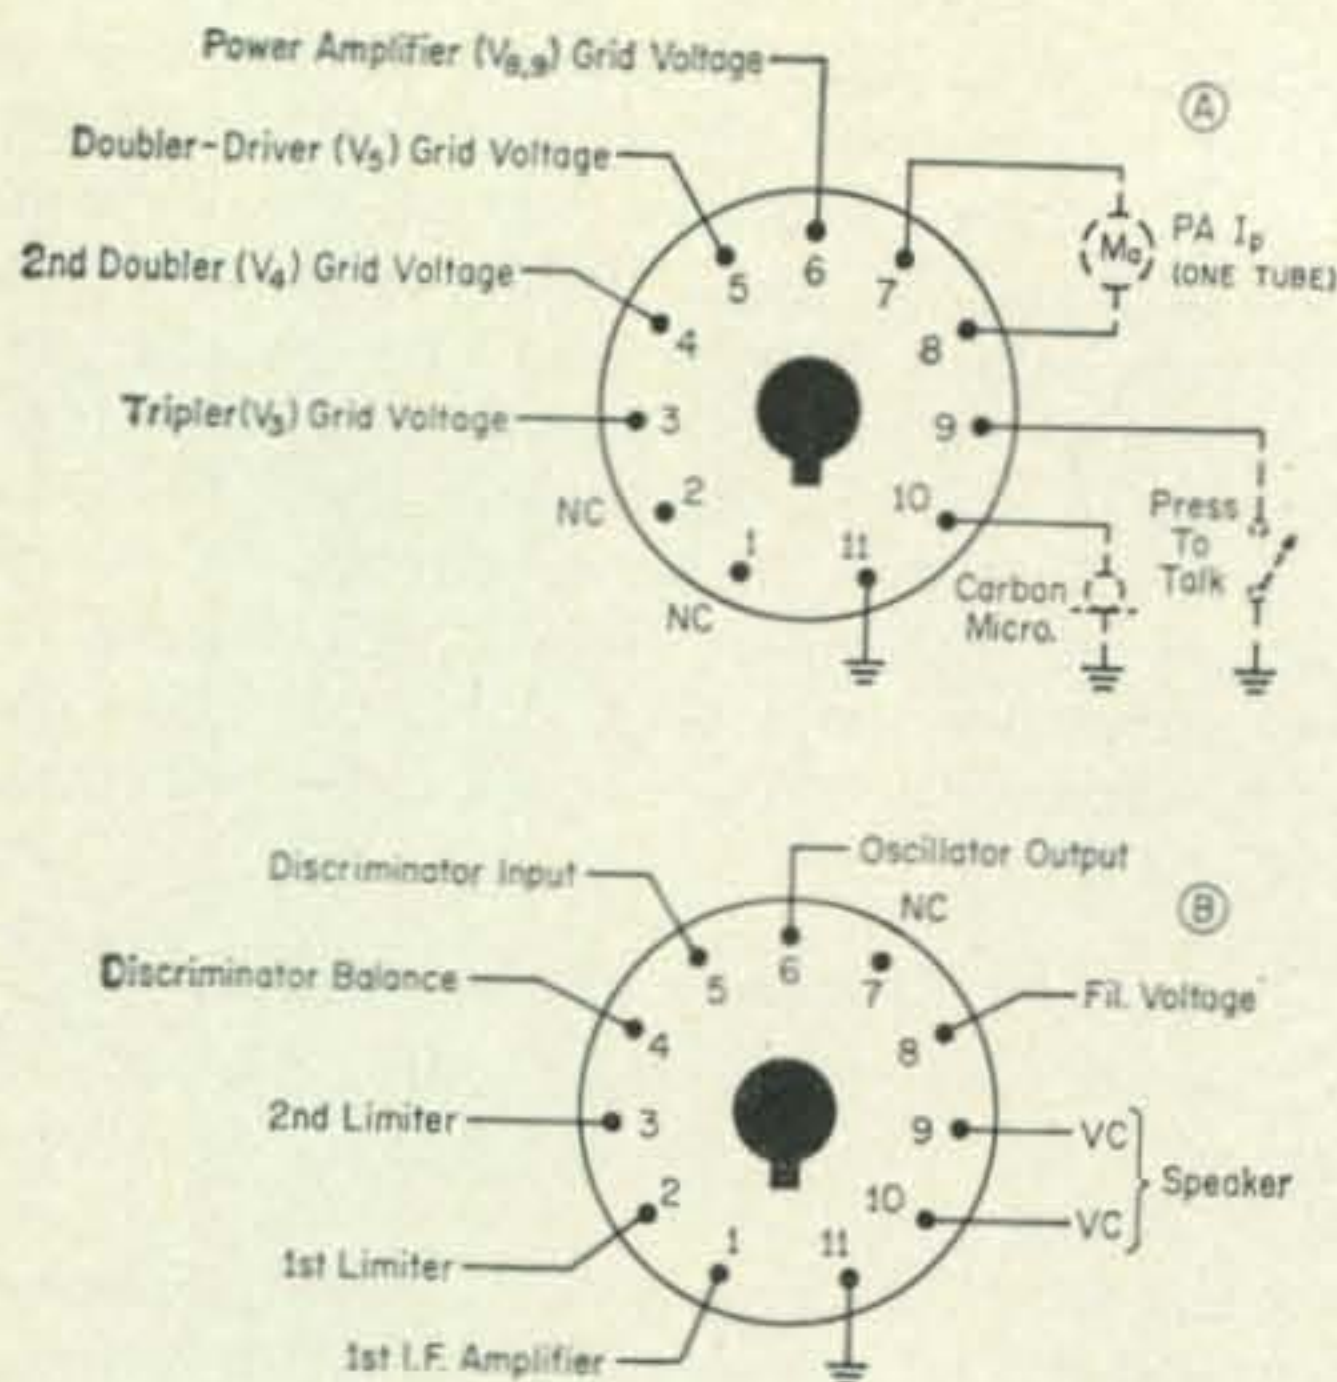 Power Amplifier (V8,9) Grid Voltage
A
Doubler-Driver (V5) Grid Voltage
PA Ip
(ONE TUBE)
Ma
2nd Doubler (V4) Grid Voltage
Tripler (V3) Grid Voltage
5
6
7
4
8
3
9
2
10
NC
1
11
NC
Press
To
Talk
Carbon
Micro.
Oscillator Output
Discriminator Input
NC
B
Discriminator Balance
Fil. Voltage
5
6
7
4
8
2nd Limiter
3
9
VC
Speaker
2
10
VC
1st Limiter
1
11
1st I.F. Amplifier